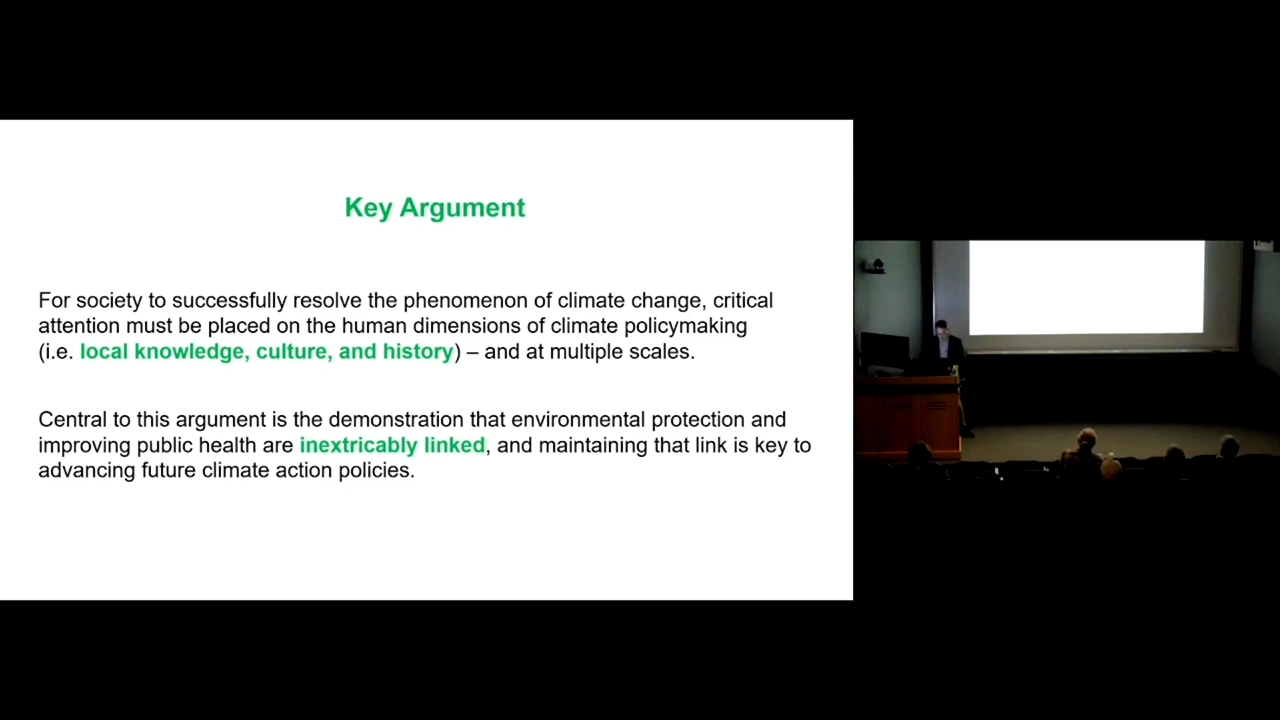 Key Argument
For society to successfully resolve the phenomenon of climate change, critical
attention must be placed on the human dimensions of climate policymaking
(i.e. local knowledge, culture, and history) – and at multiple scales.
Central to this argument is the demonstration that environmental protection and
improving public health are inextricably linked, and maintaining that link is key to
advancing future climate action policies.